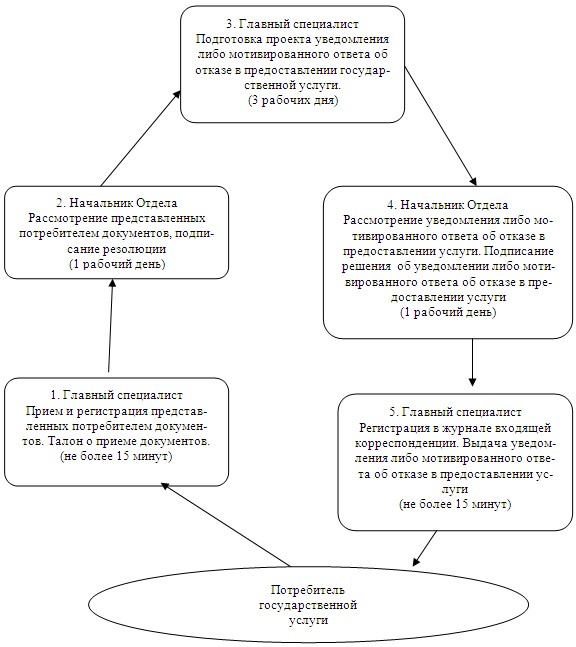 3. Главный специалист
Подготовка проекта уведомления
либо мотивированного ответа об
отказе в предоставлении государ-
ственной услуги.
(3 рабочих дня)
2. Начальник Отдела
Рассмотрение представленных
потребителем документов, подпи-
сание резолюции
(1 рабочий день)
4. Начальник Отдела
Рассмотрение уведомления либо мо-
тивированного ответа об отказе в
предоставлении услуги. Подписание
решения об уведомлении либо моти-
вированного ответа об отказе в пре-
доставлении услуги
(1 рабочий день)
1. Главный специалист
Прием и регистрация представ-
ленных потребителем докумен-
тов. Талон о приеме документов.
(не более 15 минут)
5. Главный специалист
Регистрация в журнале входящей
корреспонденции. Выдача уведом-
ления либо мотивированного отве-
та об отказе в предоставлении ус-
луги
(не более 15 минут)
Потребитель
государственной
услуги